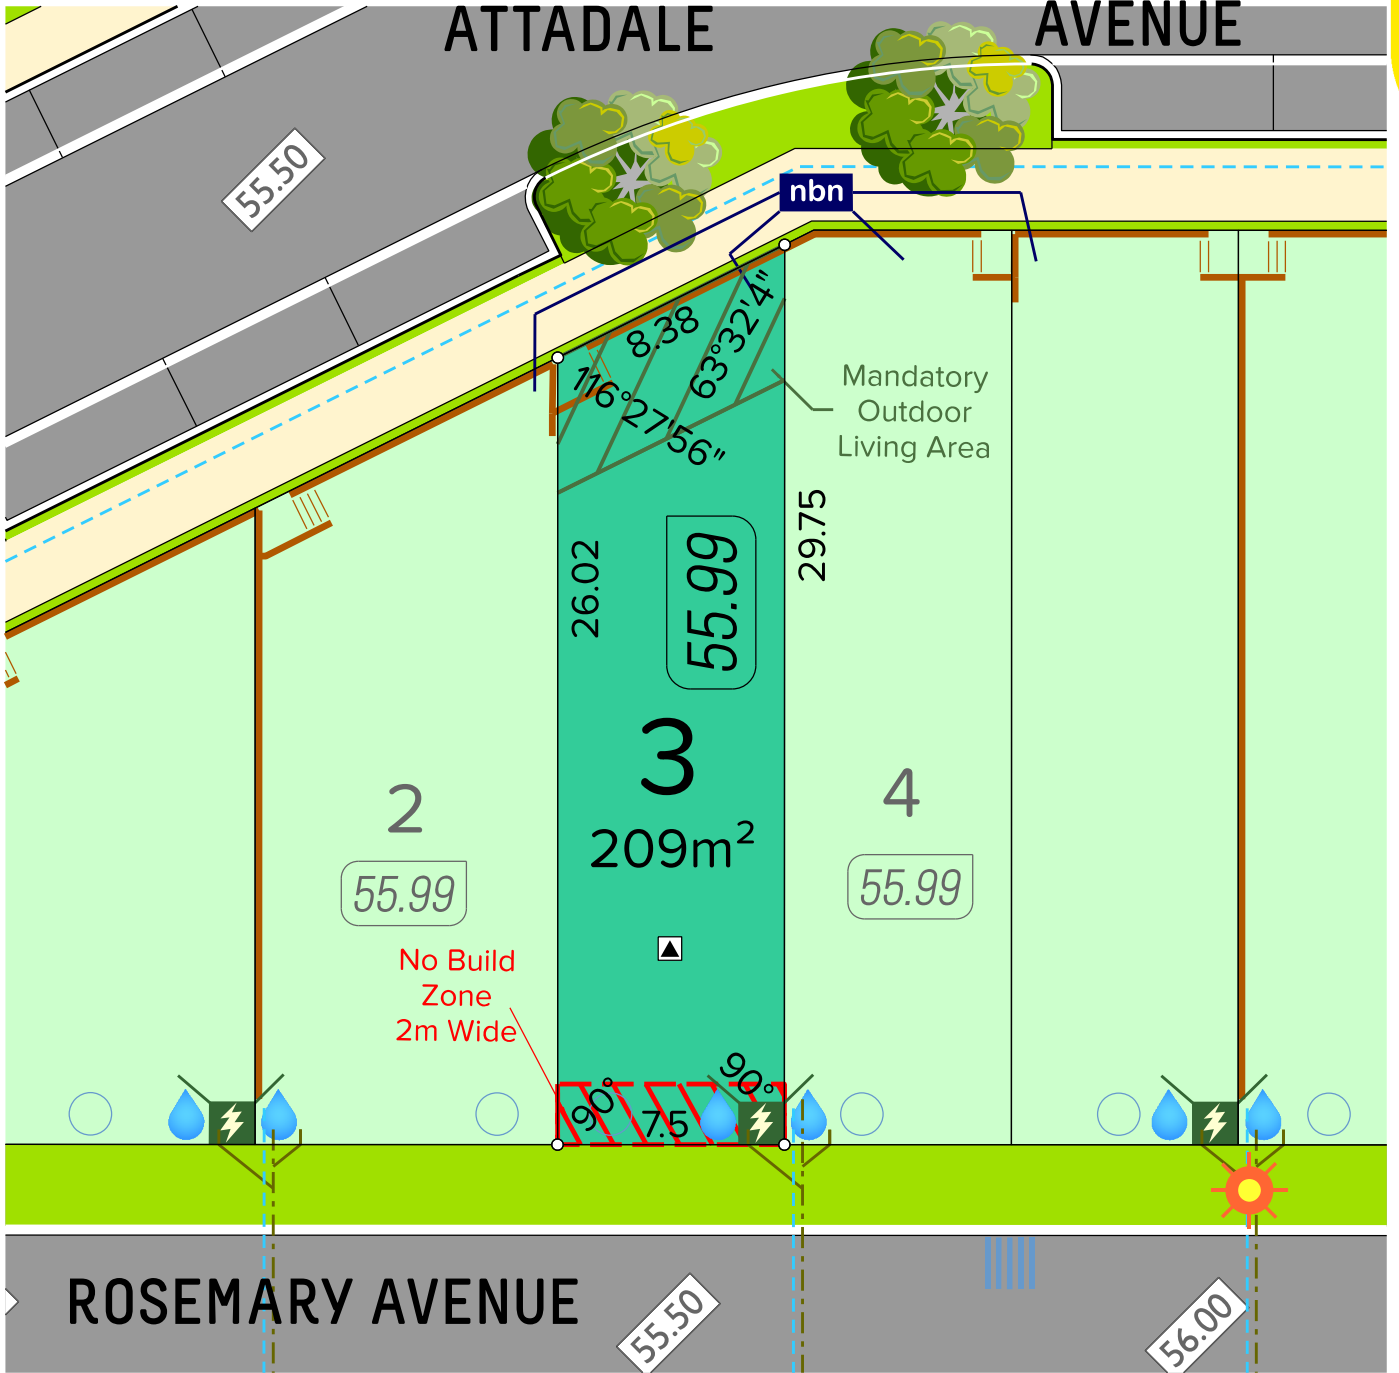 ATTADALE AVENUE
55.50
nbn
8.38
63°32'4"
116°27'56"
Mandatory
Outdoor
Living Area
26.02
55.99
29.75
3
209m²
2
55.99
4
55.99
No Build
Zone
2m Wide
90°
90°
7.5
ROSEMARY AVENUE
55.50
56.00